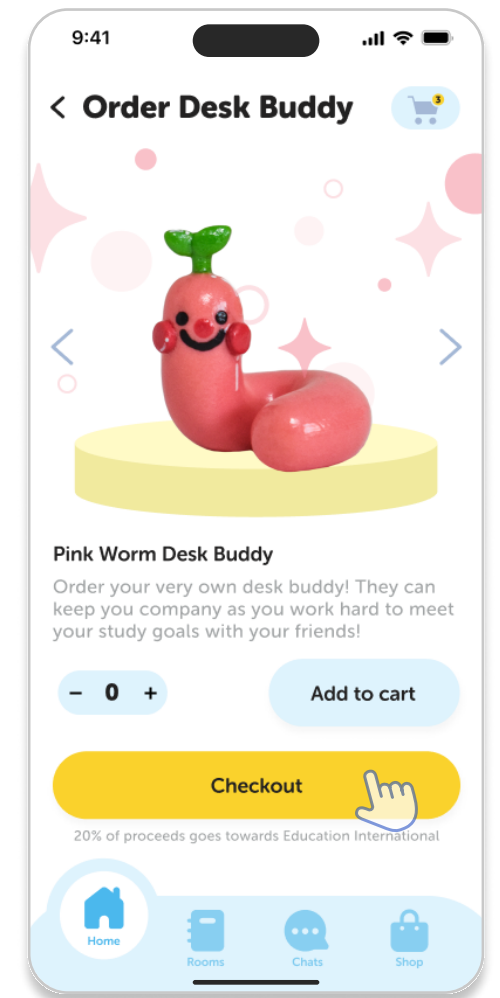 9:41
Order Desk Buddy
3
Pink Worm Desk Buddy
Order your very own desk buddy! They can
keep you company as you work hard to meet
your study goals with your friends!
− 0 +
Add to cart
Checkout
20% of proceeds goes towards Education International
Home
Rooms
Chats
Shop